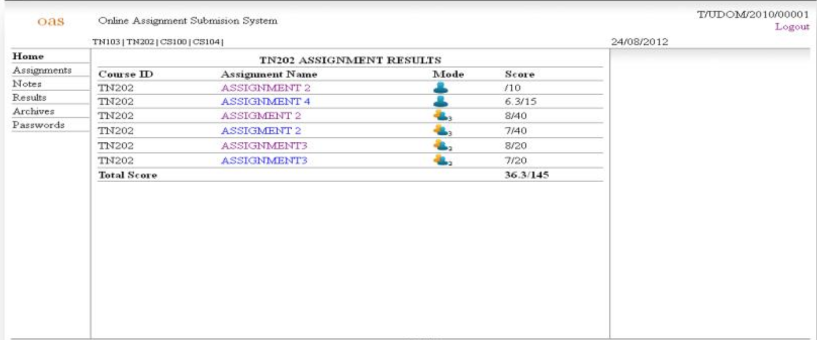 oas
Online Assignment Submision System
T/UDOM/2010/00001
Logout
TN103 | TN202 | CS100 | CS104 |
24/08/2012
Home
Assignments
Notes
Results
Archives
Passwords
TN202 ASSIGNMENT RESULTS
Course ID Assignment Name Mode Score
TN202 ASSIGNMENT 2 /10
TN202 ASSIGNMENT 4 6.3/15
TN202 ASSIGMENT 2 3 8/40
TN202 ASSIGMENT 2 3 7/40
TN202 ASSIGNMENT3 2 8/20
TN202 ASSIGNMENT3 2 7/20
Total Score 36.3/145